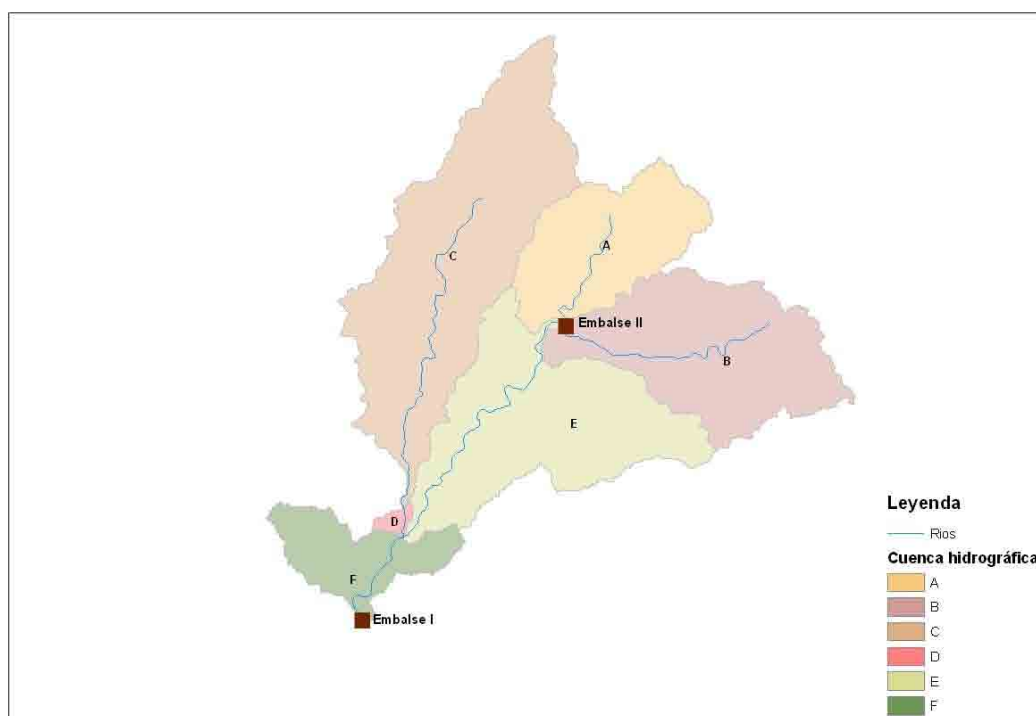 C
A
Embalse II
B
E
D
F
Embalse I
Leyenda
Rios
Cuenca hidrográfica
A
B
C
D
E
F